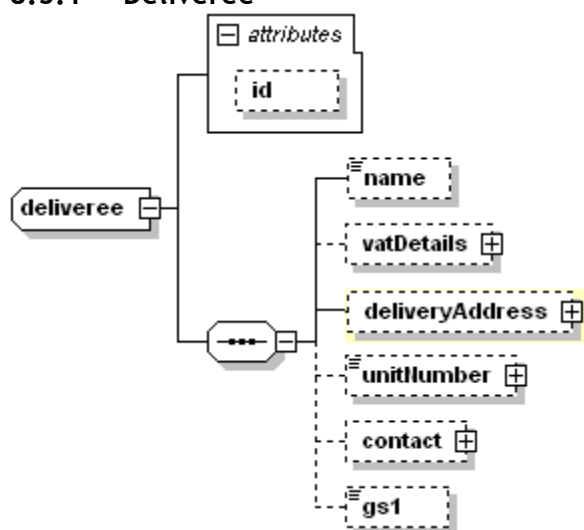 Deliveree
attributes
id
deliveree
name
vatDetails
deliveryAddress
unitNumber
contact
gs1